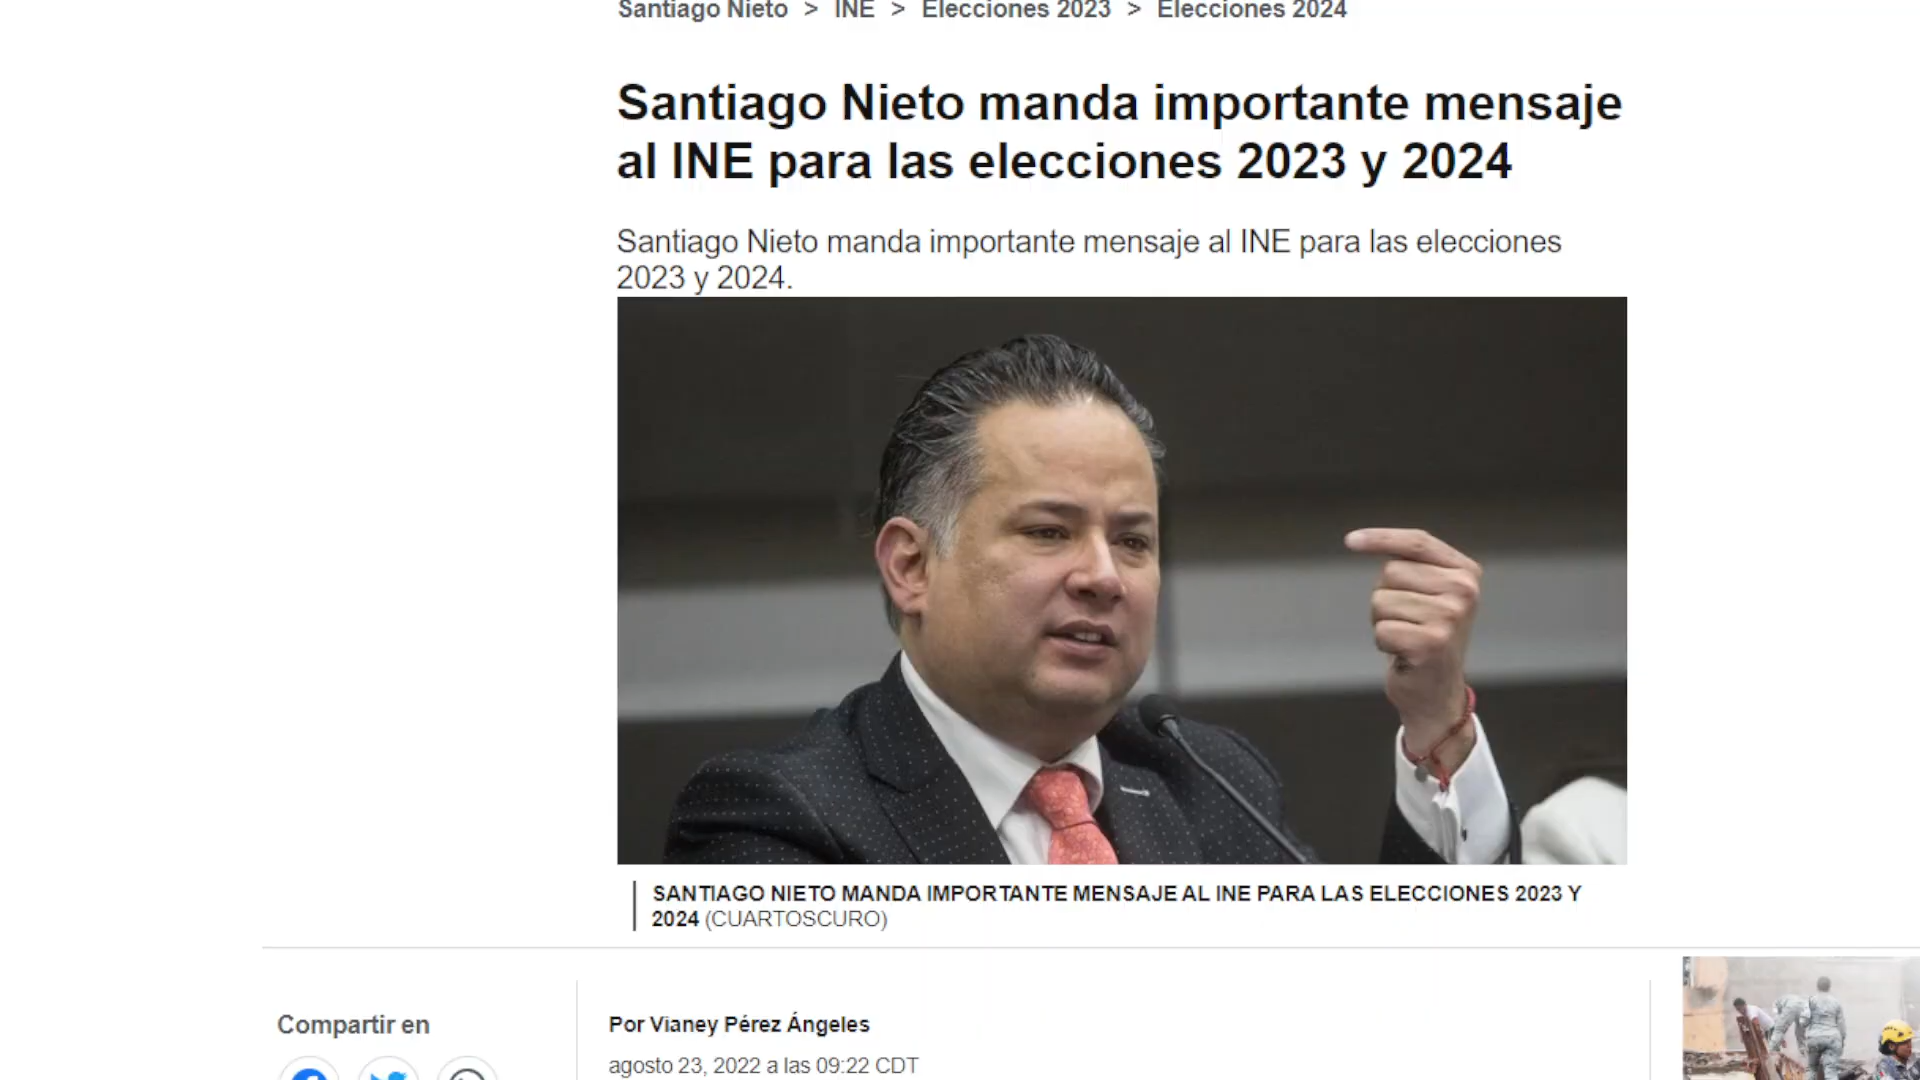 Santiago Nieto > INE > Elecciones 2023 > Elecciones 2024
Santiago Nieto manda importante mensaje
al INE para las elecciones 2023 y 2024
Santiago Nieto manda importante mensaje al INE para las elecciones
2023 y 2024.
SANTIAGO NIETO MANDA IMPORTANTE MENSAJE AL INE PARA LAS ELECCIONES 2023 Y
2024 (CUARTOSCURO)
Compartir en
Por Vianey Pérez Ángeles
agosto 23, 2022 a las 09:22 CDT